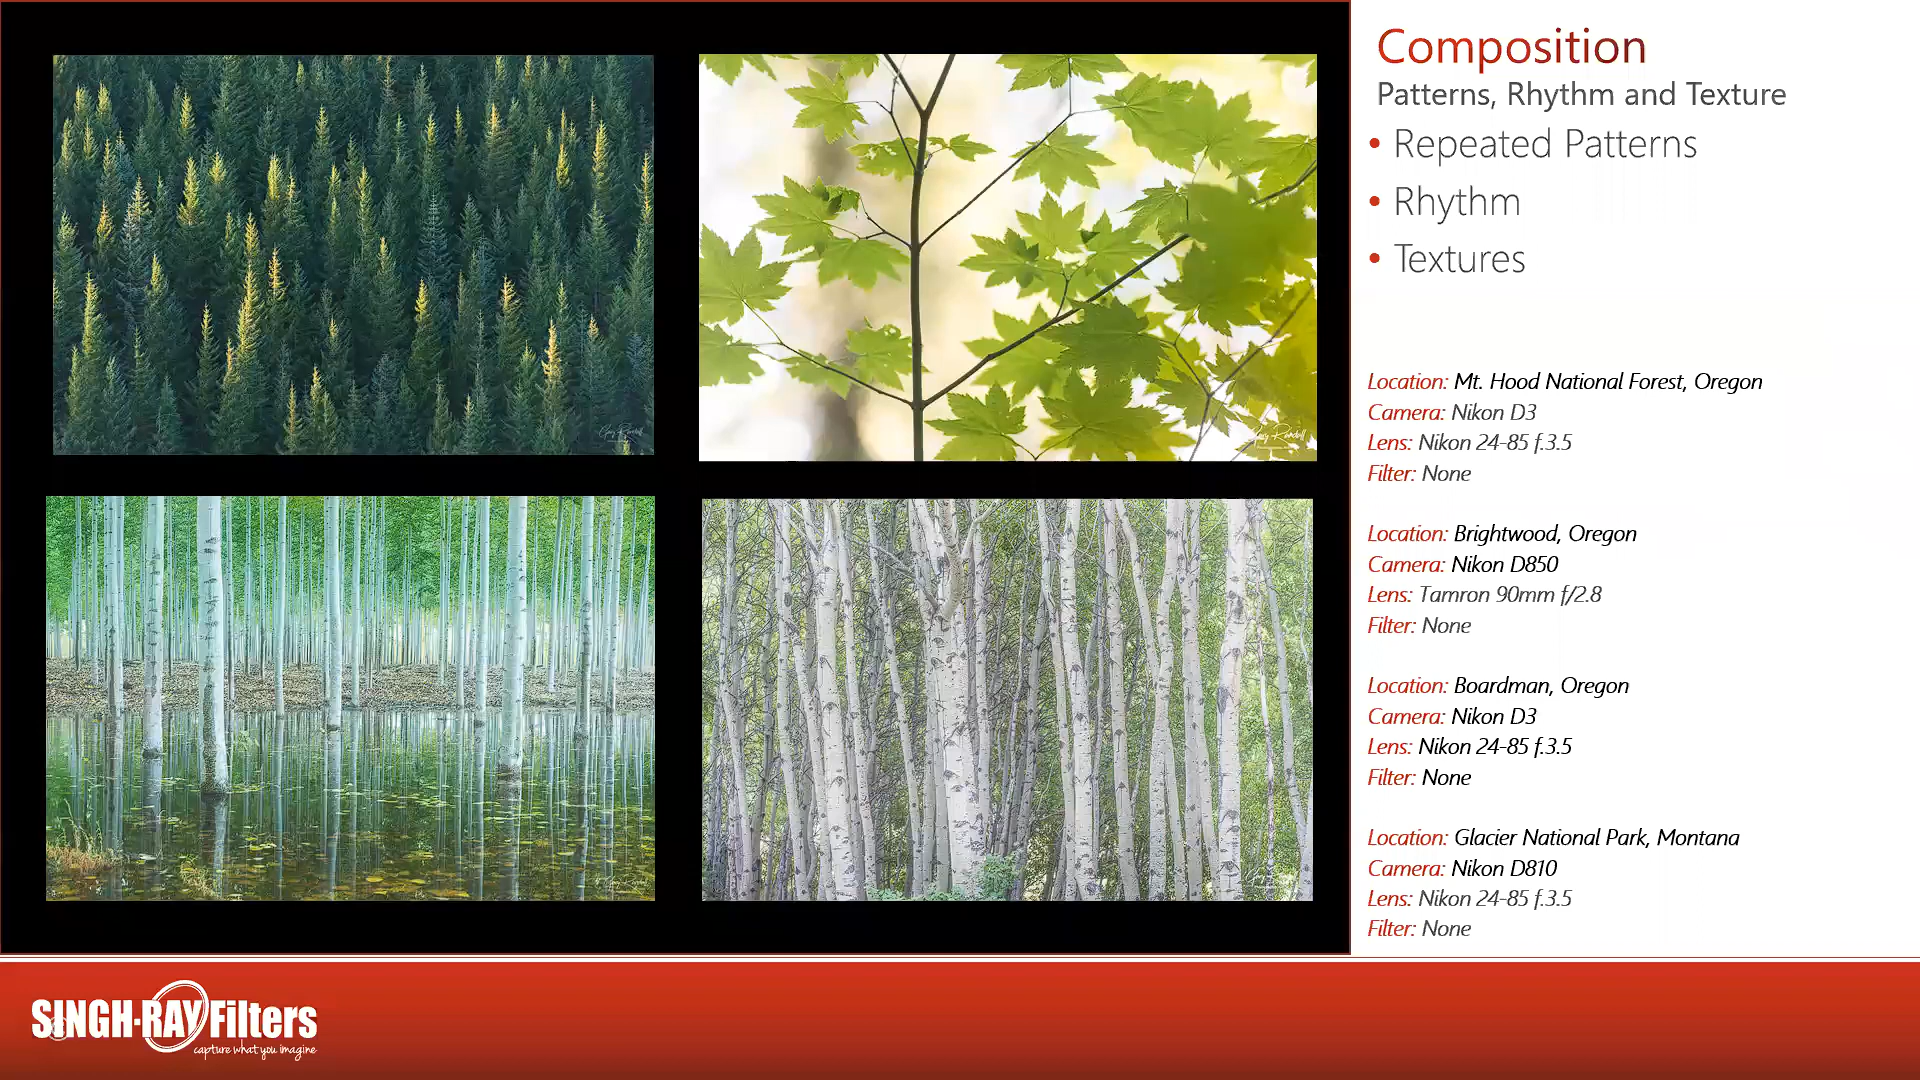 Composition
Patterns, Rhythm and Texture
• Repeated Patterns
• Rhythm
• Textures
Location: Mt. Hood National Forest, Oregon
Camera: Nikon D3
Lens: Nikon 24-85 f.3.5
Filter: None
Location: Brightwood, Oregon
Camera: Nikon D850
Lens: Tamron 90mm f/2.8
Filter: None
Location: Boardman, Oregon
Camera: Nikon D3
Lens: Nikon 24-85 f.3.5
Filter: None
Location: Glacier National Park, Montana
Camera: Nikon D810
Lens: Nikon 24-85 f.3.5
Filter: None
Gary Randall
Gary Randall
SINGH-RAY Filters
capture what you imagine